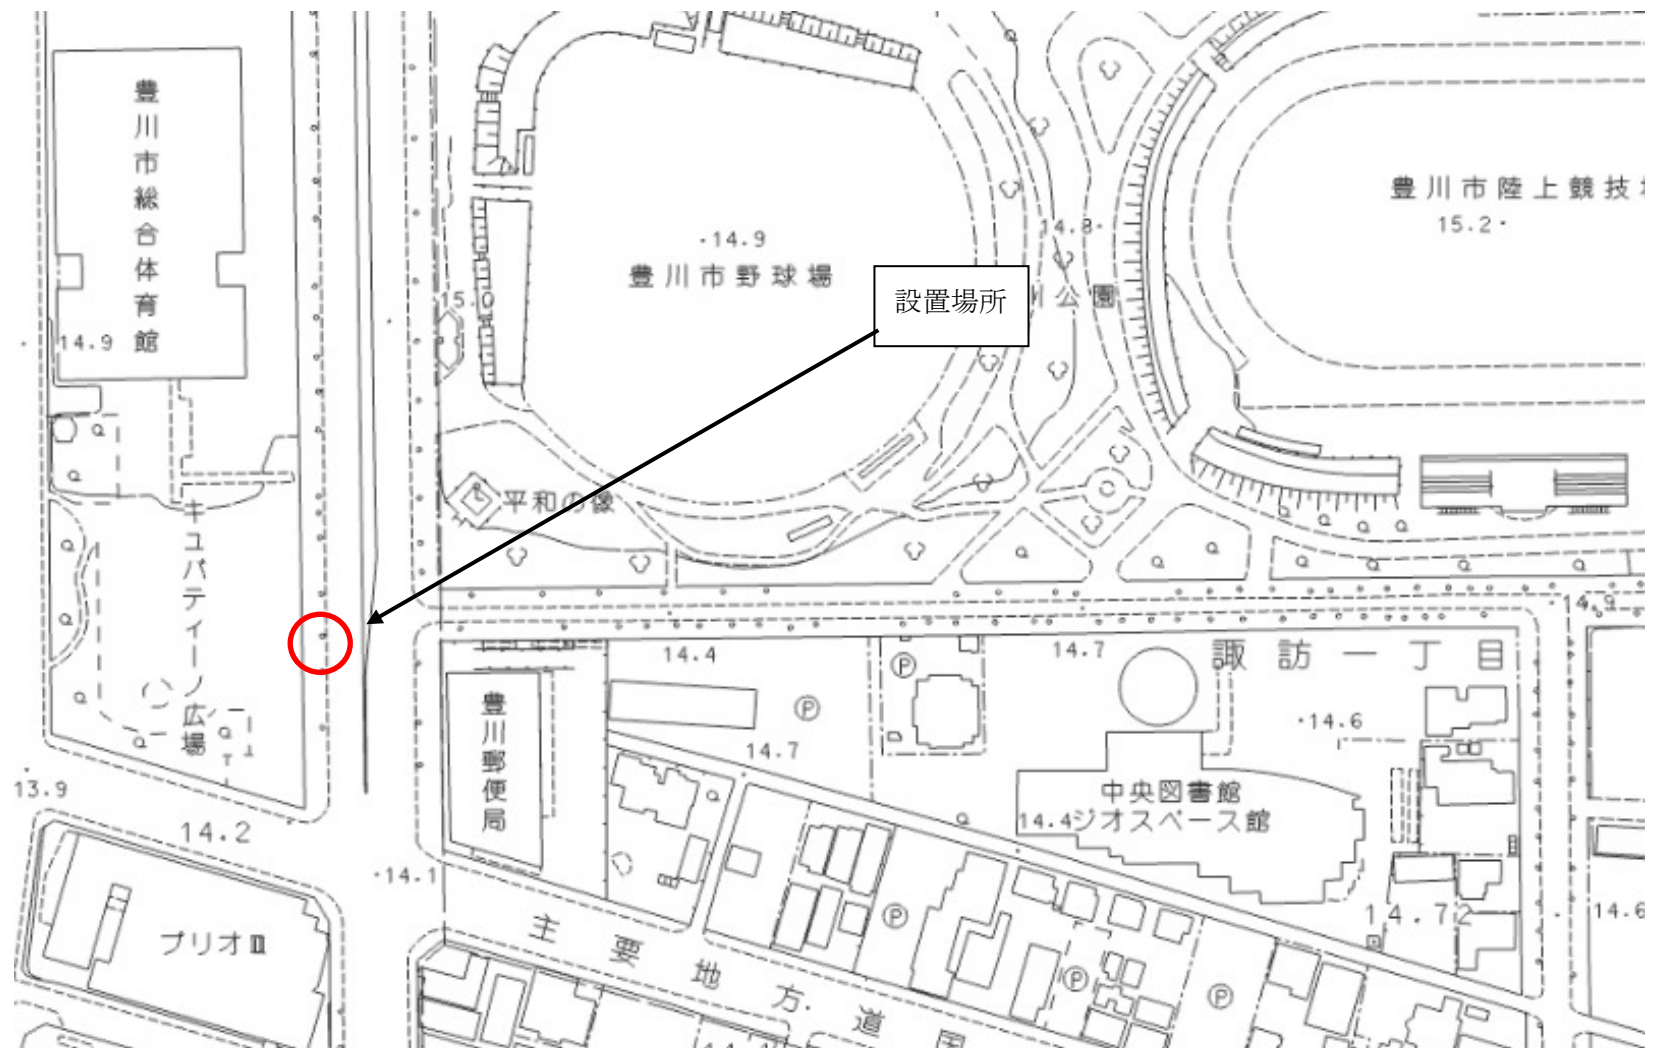 豊川市総合体育館
14.9
・14.9
豊川市野球場
15.0
設置場所
14.8・
公園
豊川市陸上競技
15.2・
平和の像
キュパティーノ広場
14.9
諏訪一丁目
14.4
14.7
P
P
14.7
・14.6
豊川郵便局
中央図書館
14.4ジオスペース館
13.9
14.2
・14.1
プリオⅢ
主要地方道
P
P
P
14.72
14.6